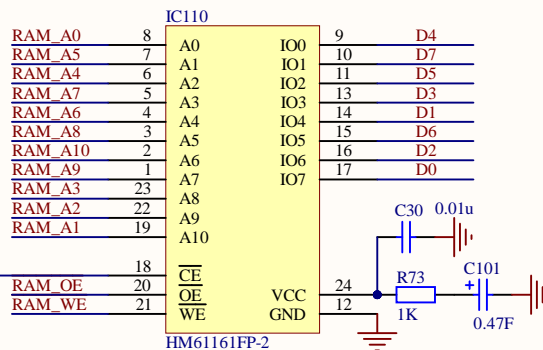 IC110
RAM_A0 8 A0 IO0 9 D4
RAM_A5 7 A1 IO1 10 D7
RAM_A4 6 A2 IO2 11 D5
RAM_A7 5 A3 IO3 13 D3
RAM_A6 4 A4 IO4 14 D1
RAM_A8 3 A5 IO5 15 D6
RAM_A10 2 A6 IO6 16 D2
RAM_A9 1 A7 IO7 17 D0
RAM_A3 23 A8
RAM_A2 22 A9
RAM_A1 19 A10
C30 0.01u
18 CE
RAM_OE 20 OE VCC 24 R73 C101
RAM_WE 21 WE GND 12 1K + 0.47F
HM61161FP-2